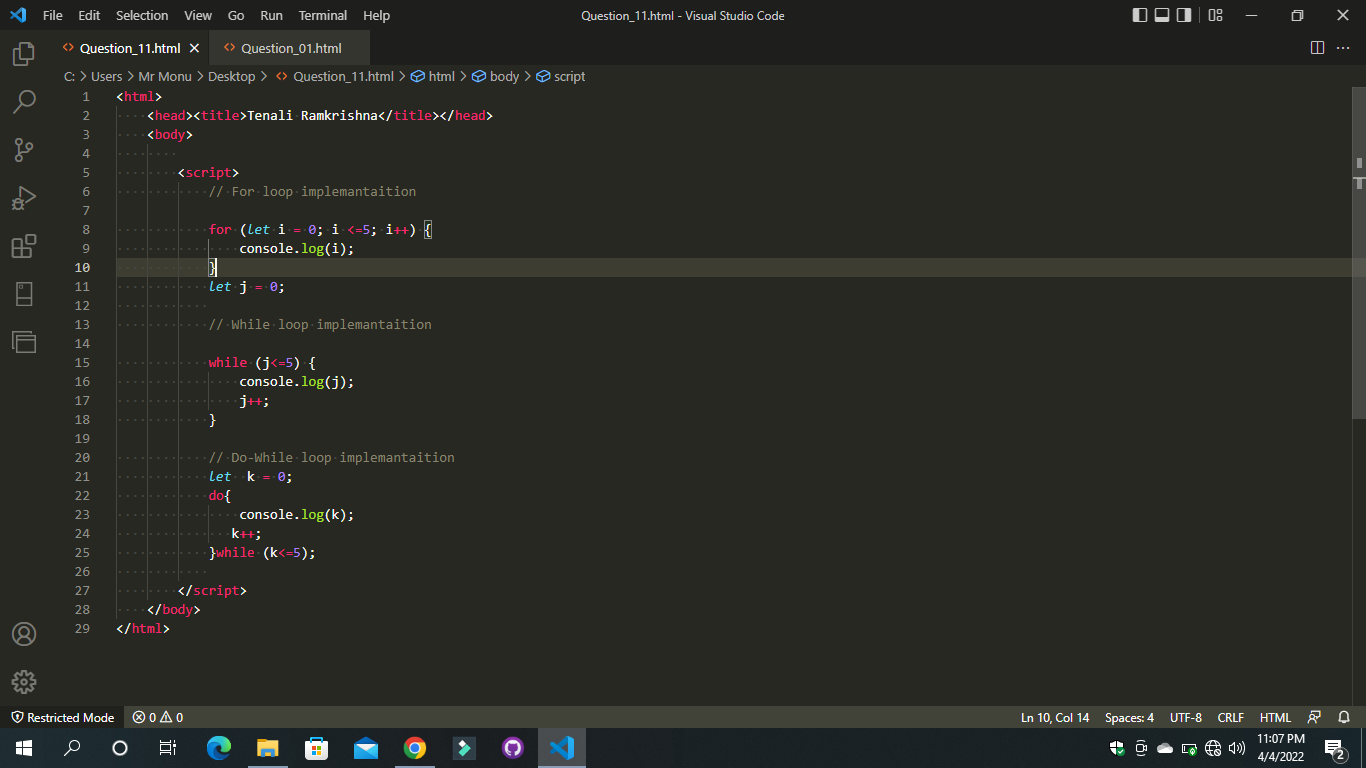 File Edit Selection View Go Run Terminal Help Question_11.html - Visual Studio Code
Question_11.html Question_01.html
C: > Users > Mr Monu > Desktop > Question_11.html > html > body > script
1 <html>
2 <head><title>Tenali Ramkrishna</title></head>
3 <body>
4
5 <script>
6 // For loop implemantaition
7
8 for (let i = 0; i <=5; i++) {
9 console.log(i);
10 }
11 let j = 0;
12
13 // While loop implemantaition
14
15 while (j<=5) {
16 console.log(j);
17 j++;
18 }
19
20 // Do-While loop implemantaition
21 let  k = 0;
22 do{
23 console.log(k);
24 k++;
25 }while (k<=5);
26
27 </script>
28 </body>
29 </html>
Restricted Mode 0 0 Ln 10, Col 14 Spaces: 4 UTF-8 CRLF HTML
11:07 PM
4/4/2022
2